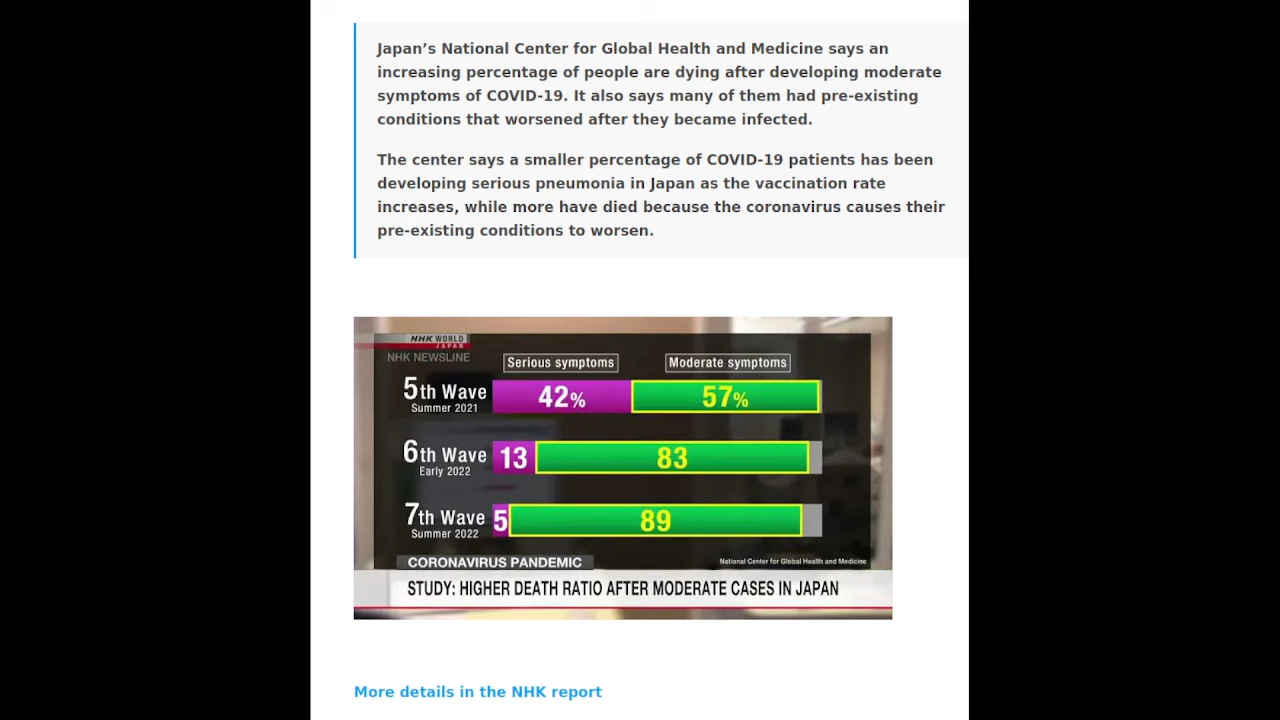 Japan’s National Center for Global Health and Medicine says an
increasing percentage of people are dying after developing moderate
symptoms of COVID-19. It also says many of them had pre-existing
conditions that worsened after they became infected.
The center says a smaller percentage of COVID-19 patients has been
developing serious pneumonia in Japan as the vaccination rate
increases, while more have died because the coronavirus causes their
pre-existing conditions to worsen.
NHK WORLD
JAPAN
NHK NEWSLINE
Serious symptoms Moderate symptoms
5th Wave 42% 57%
Summer 2021
6th Wave 13 83
Early 2022
7th Wave 5 89
Summer 2022
CORONAVIRUS PANDEMIC National Center for Global Health and Medicine
STUDY: HIGHER DEATH RATIO AFTER MODERATE CASES IN JAPAN
More details in the NHK report